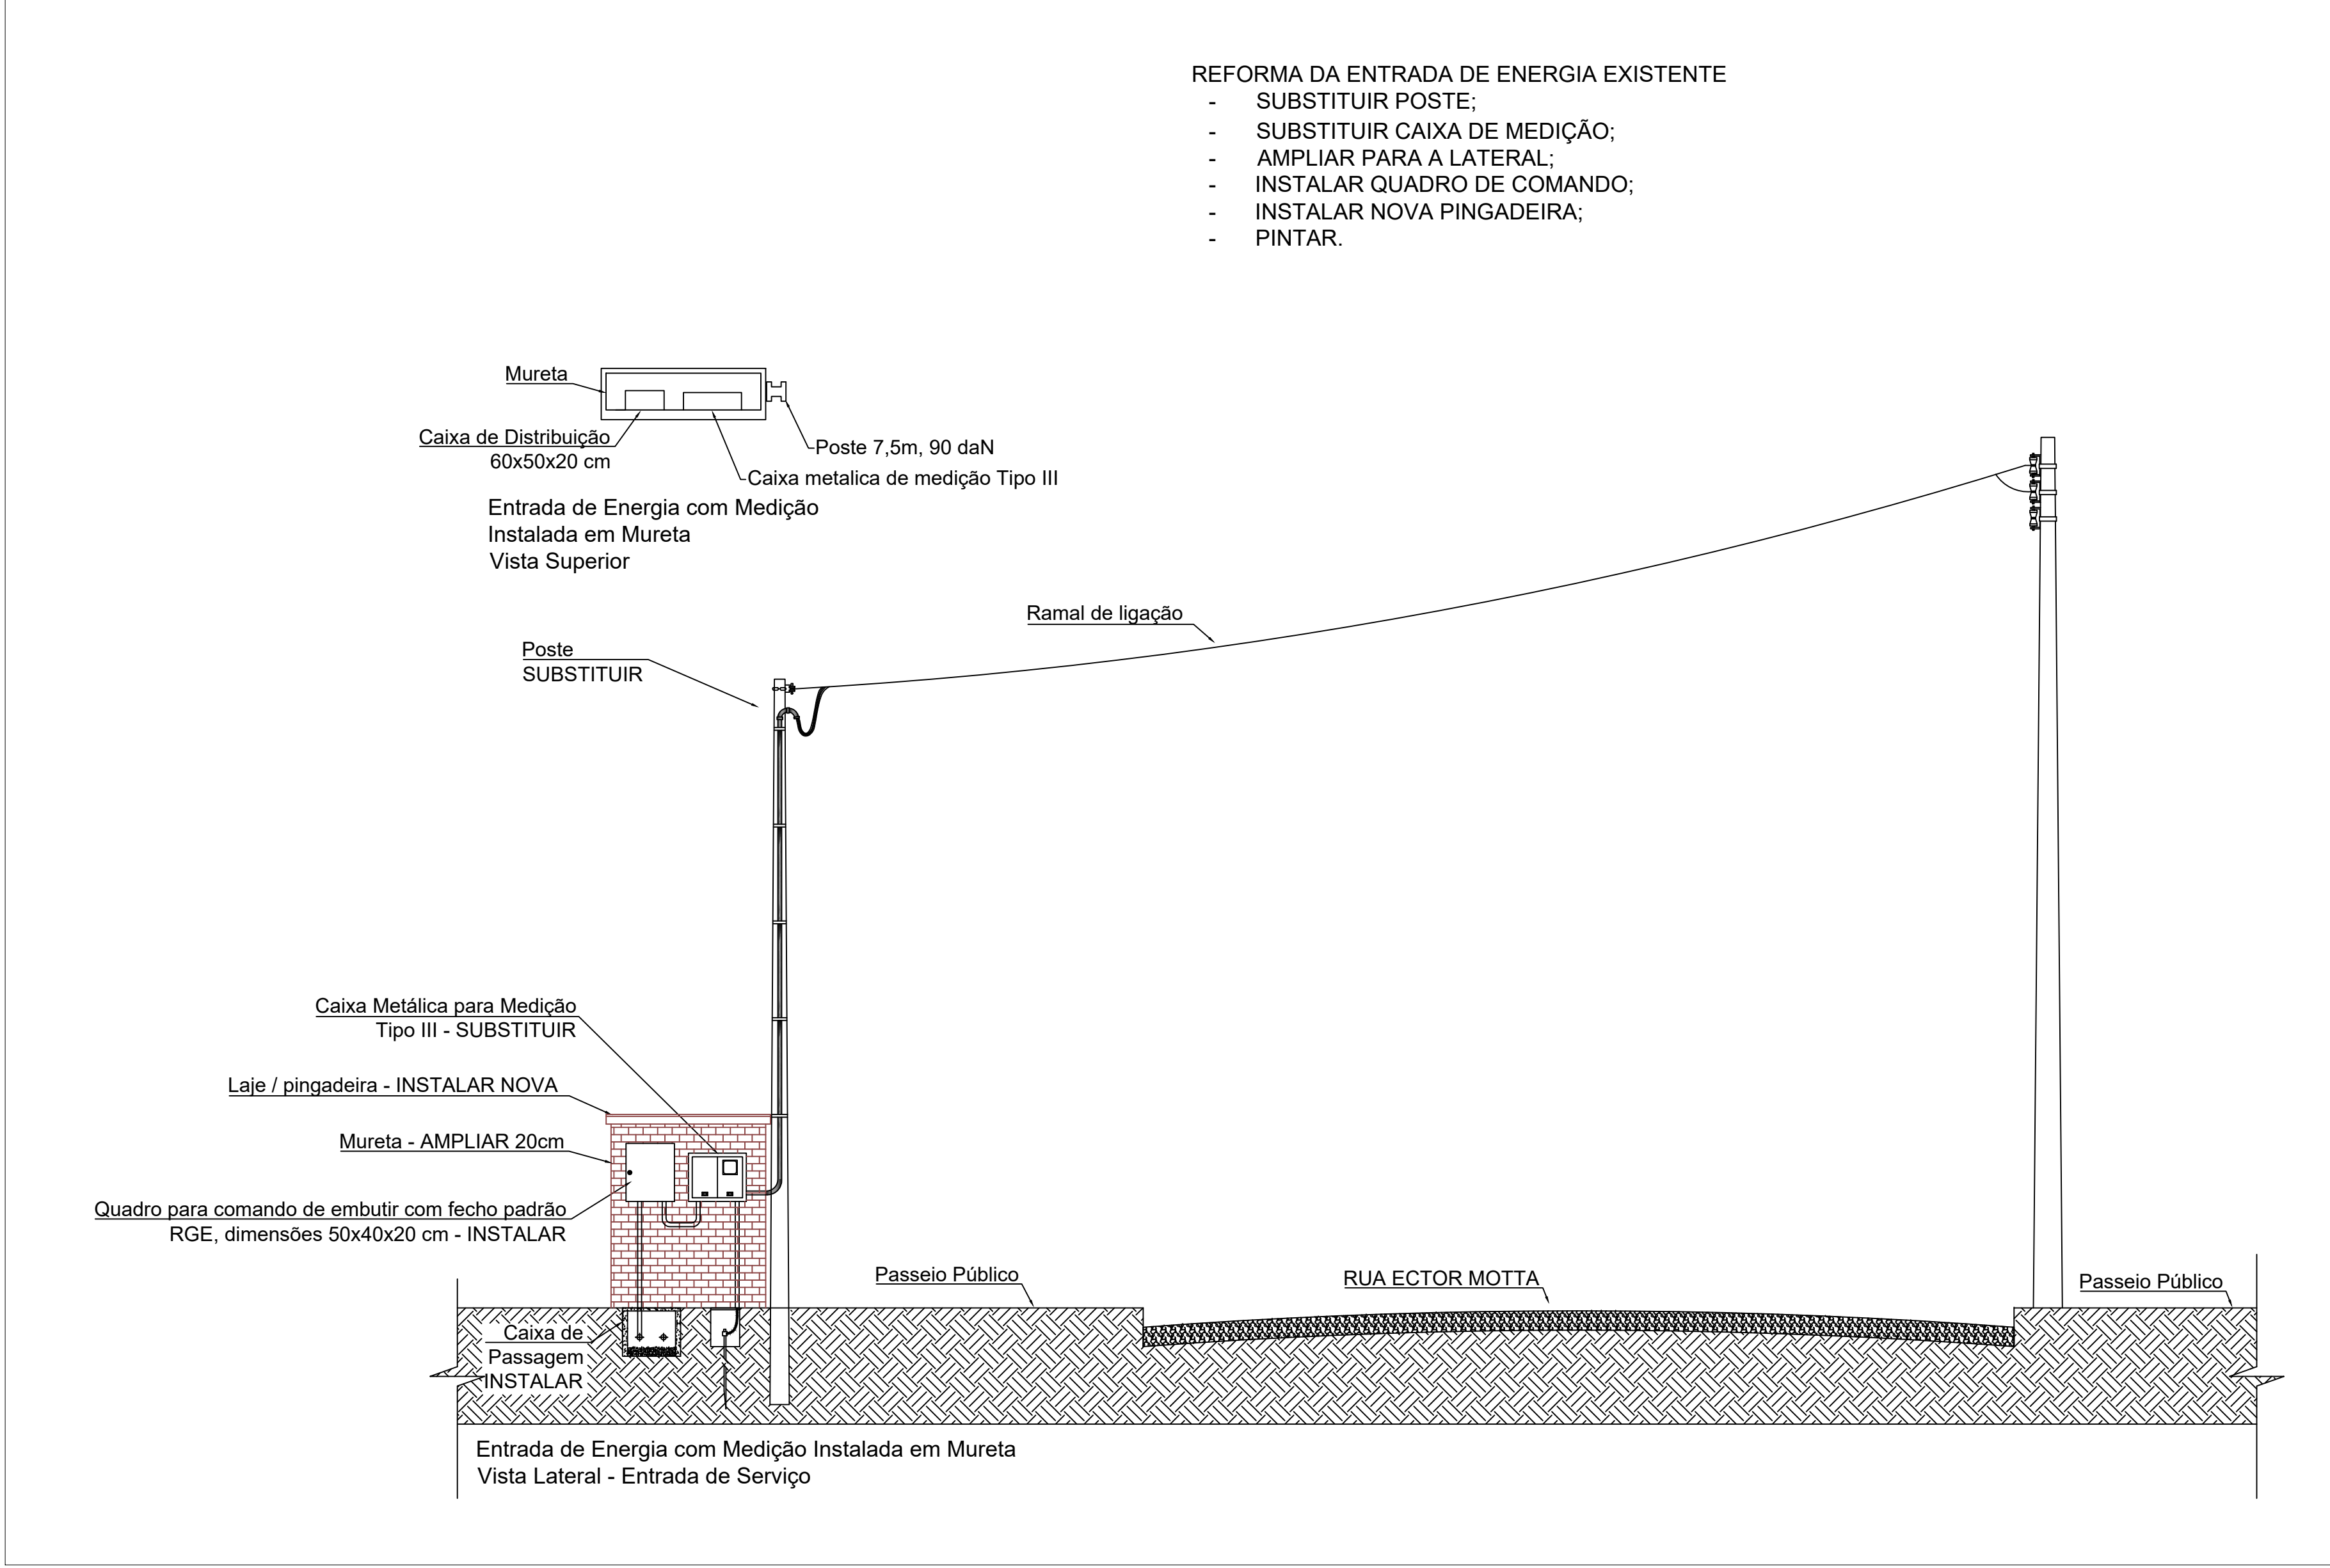 REFORMA DA ENTRADA DE ENERGIA EXISTENTE
- SUBSTITUIR POSTE;
- SUBSTITUIR CAIXA DE MEDIÇÃO;
- AMPLIAR PARA A LATERAL;
- INSTALAR QUADRO DE COMANDO;
- INSTALAR NOVA PINGADEIRA;
- PINTAR.
Mureta
Caixa de Distribuição
60x50x20 cm
Poste 7,5m, 90 daN
Caixa metalica de medição Tipo III
Entrada de Energia com Medição
Instalada em Mureta
Vista Superior
Ramal de ligação
Poste
SUBSTITUIR
Caixa Metálica para Medição
Tipo III - SUBSTITUIR
Laje / pingadeira - INSTALAR NOVA
Mureta - AMPLIAR 20cm
Quadro para comando de embutir com fecho padrão
RGE, dimensões 50x40x20 cm - INSTALAR
Passeio Público
RUA ECTOR MOTTA
Passeio Público
Caixa de
Passagem
INSTALAR
Entrada de Energia com Medição Instalada em Mureta
Vista Lateral - Entrada de Serviço